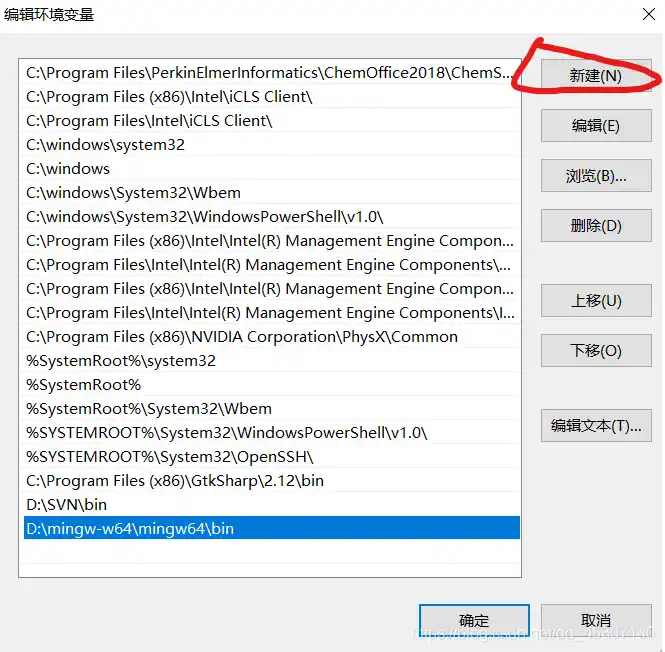 编辑环境变量
C:\Program Files\PerkinElmerInformatics\ChemOffice2018\ChemS...
C:\Program Files (x86)\Intel\iCLS Client\
C:\Program Files\Intel\iCLS Client\
C:\windows\system32
C:\windows
C:\windows\System32\Wbem
C:\windows\System32\WindowsPowerShell\v1.0\
C:\Program Files (x86)\Intel\Intel(R) Management Engine Compon...
C:\Program Files\Intel\Intel(R) Management Engine Components\...
C:\Program Files (x86)\Intel\Intel(R) Management Engine Compon...
C:\Program Files\Intel\Intel(R) Management Engine Components\I...
C:\Program Files (x86)\NVIDIA Corporation\PhysX\Common
%SystemRoot%\system32
%SystemRoot%
%SystemRoot%\System32\Wbem
%SYSTEMROOT%\System32\WindowsPowerShell\v1.0\
%SYSTEMROOT%\System32\OpenSSH\
C:\Program Files (x86)\GtkSharp\2.12\bin
D:\SVN\bin
D:\mingw-w64\mingw64\bin
新建(N)
编辑(E)
浏览(B)...
删除(D)
上移(U)
下移(O)
编辑文本(T)...
确定
取消